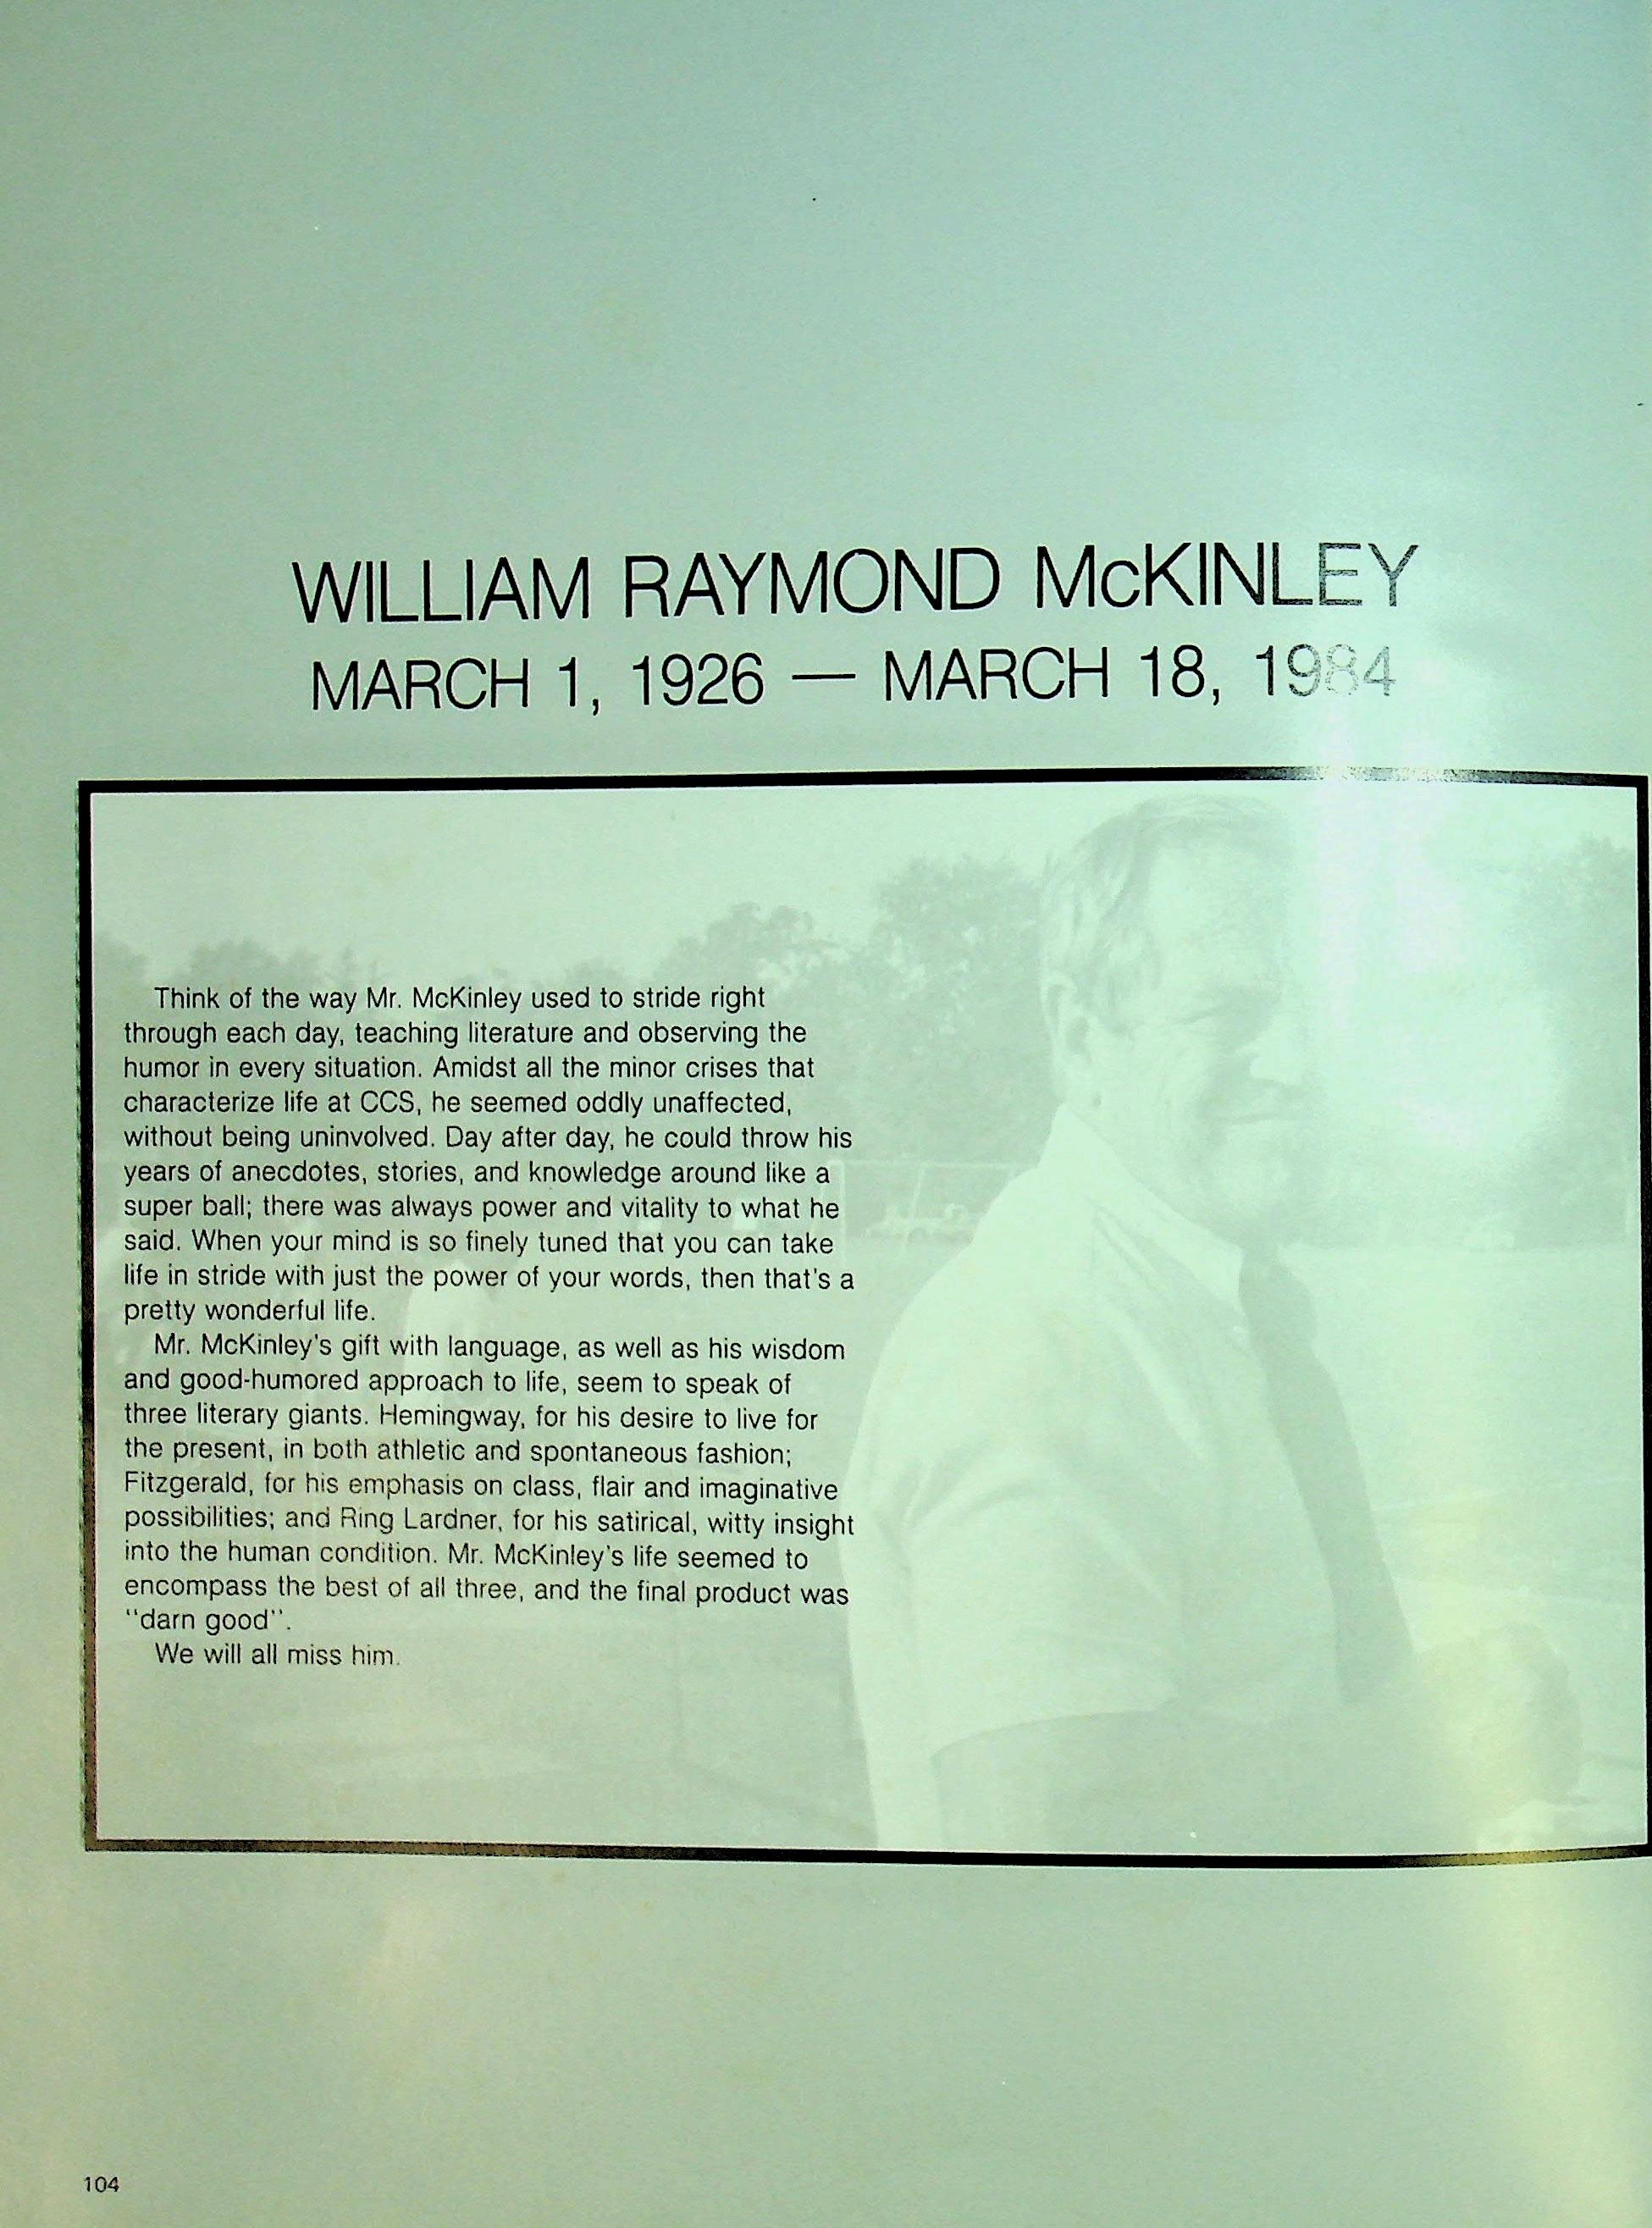 WILLIAM RAYMOND McKINLEY
MARCH 1, 1926 — MARCH 18, 1984
Think of the way Mr. McKinley used to stride right
through each day, teaching literature and observing the
humor in every situation. Amidst all the minor crises that
characterize life at CCS, he seemed oddly unaffected,
without being uninvolved. Day after day, he could throw his
years of anecdotes, stories, and knowledge around like a
super ball; there was always power and vitality to what he
said. When your mind is so finely tuned that you can take
life in stride with just the power of your words, then that's a
pretty wonderful life.
Mr. McKinley's gift with language, as well as his wisdom
and good-humored approach to life, seem to speak of
three literary giants. Hemingway, for his desire to live for
the present, in both athletic and spontaneous fashion;
Fitzgerald, for his emphasis on class, flair and imaginative
possibilities; and Ring Lardner, for his satirical, witty insight
into the human condition. Mr. McKinley's life seemed to
encompass the best of all three, and the final product was
"darn good".
We will all miss him.
104